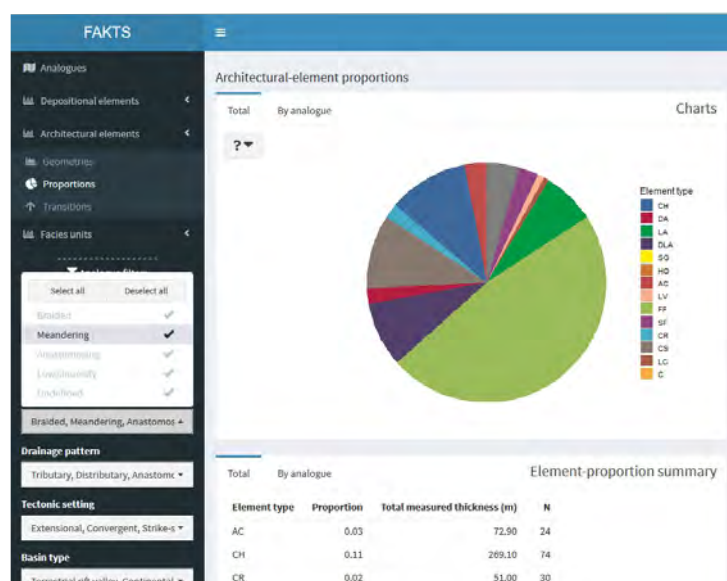 FAKTS
Analogues
Depositional elements
Architectural elements
Geometries
Proportions
Transitions
Facies units
Select all Deselect all
Braided
Meandering
Anastomosing
Low sinuosity
Undefined
Braided, Meandering, Anastomos
Drainage pattern
Tributary, Distributary, Anastomc
Tectonic setting
Extensional, Convergent, Strike-s
Basin type
Architectural-element proportions
Total By analogue Charts
?
Element type
CH
DA
LA
DLA
SG
HO
AC
LV
FF
SF
CR
CS
LC
C
Total By analogue Element-proportion summary
Element type Proportion Total measured thickness (m) N
AC 0.03 72.90 24
CH 0.11 269.10 74
CR 0.02 51.00 30